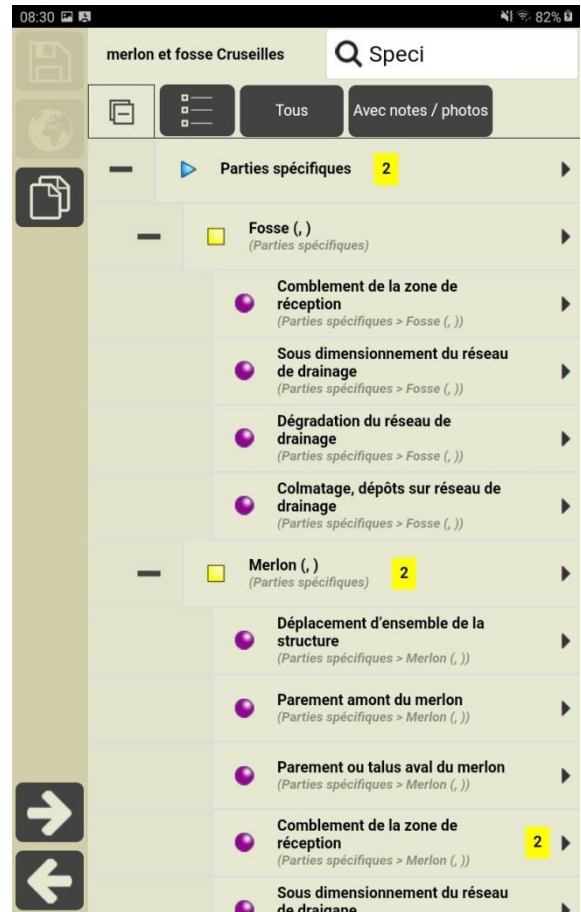 08:30 82%
merlon et fosse Cruseilles Speci
Tous Avec notes / photos
Parties spécifiques 2
Fosse (, )
(Parties spécifiques)
Comblement de la zone de
réception
(Parties spécifiques > Fosse (, ))
Sous dimensionnement du réseau
de drainage
(Parties spécifiques > Fosse (, ))
Dégradation du réseau de
drainage
(Parties spécifiques > Fosse (, ))
Colmatage, dépôts sur réseau de
drainage
(Parties spécifiques > Fosse (, ))
Merlon (, ) 2
(Parties spécifiques)
Déplacement d'ensemble de la
structure
(Parties spécifiques > Merlon (, ))
Parement amont du merlon
(Parties spécifiques > Merlon (, ))
Parement ou talus aval du merlon
(Parties spécifiques > Merlon (, ))
Comblement de la zone de
réception 2
(Parties spécifiques > Merlon (, ))
Sous dimensionnement du réseau
de draigane